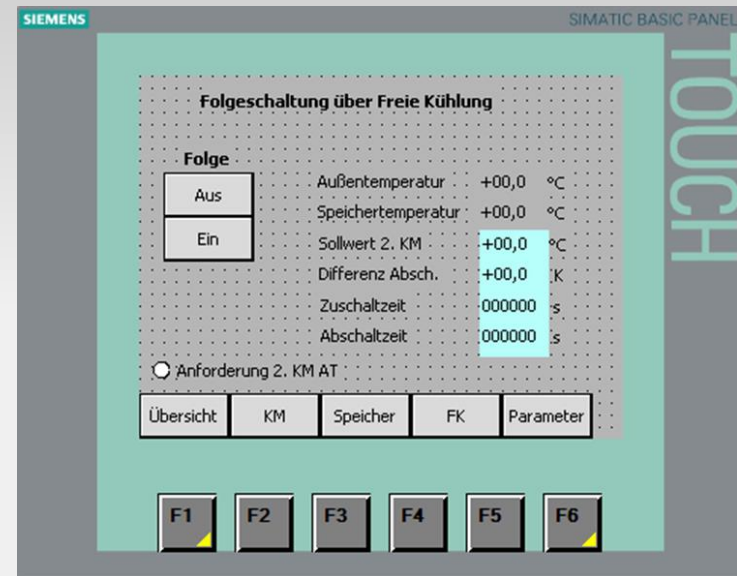 SIEMENS
SIMATIC BASIC PANEL
TOUCH
Folgeschaltung über Freie Kühlung
Folge
Aus
Ein
Außentemperatur +00,0 °C
Speichertemperatur +00,0 °C
Sollwert 2. KM +00,0 °C
Differenz Absch. +00,0 K
Zuschaltzeit 000000 s
Abschaltzeit 000000 s
Anforderung 2. KM AT
Übersicht KM Speicher FK Parameter
F1 F2 F3 F4 F5 F6